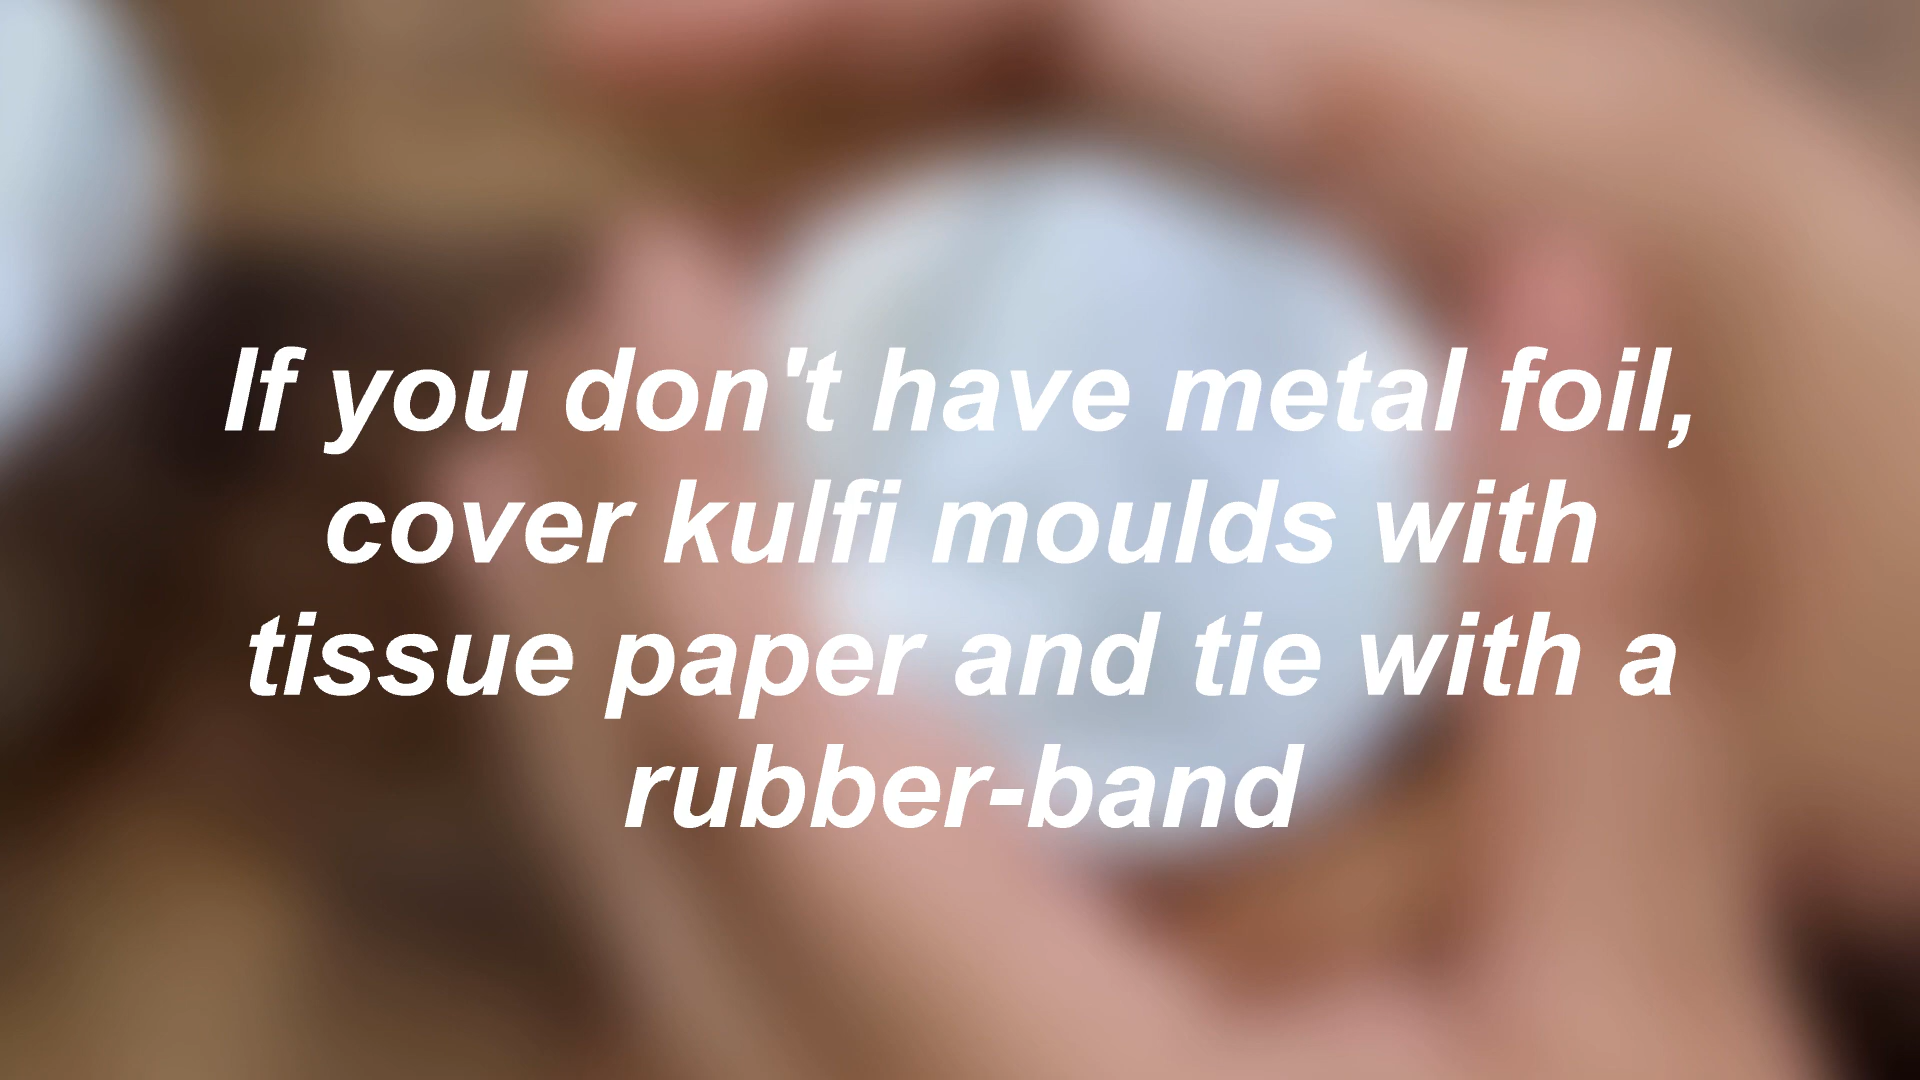 If you don't have metal foil,
cover kulfi moulds with
tissue paper and tie with a
rubber-band